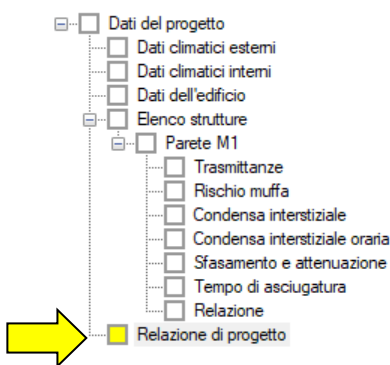 Dati del progetto
Dati climatici esterni
Dati climatici interni
Dati dell'edificio
Elenco strutture
Parete M1
Trasmittanze
Rischio muffa
Condensa interstiziale
Condensa interstiziale oraria
Sfasamento e attenuazione
Tempo di asciugatura
Relazione
Relazione di progetto